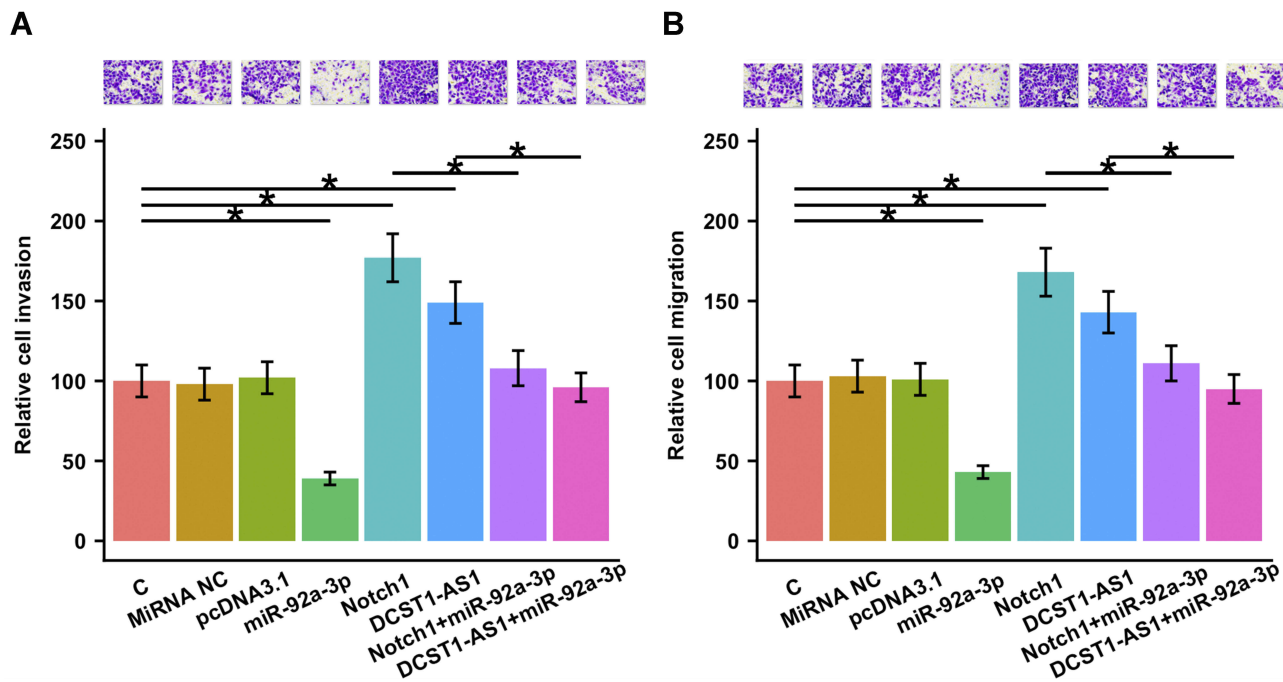 A
250
200
150
100
50
0
Relative cell invasion
*
*
*
*
*
C
MiRNA NC
pcDNA3.1
miR-92a-3p
Notch1
DCST1-AS1
Notch1+miR-92a-3p
DCST1-AS1+miR-92a-3p
B
250
200
150
100
50
0
Relative cell migration
*
*
*
*
*
C
MiRNA NC
pcDNA3.1
miR-92a-3p
Notch1
DCST1-AS1
Notch1+miR-92a-3p
DCST1-AS1+miR-92a-3p